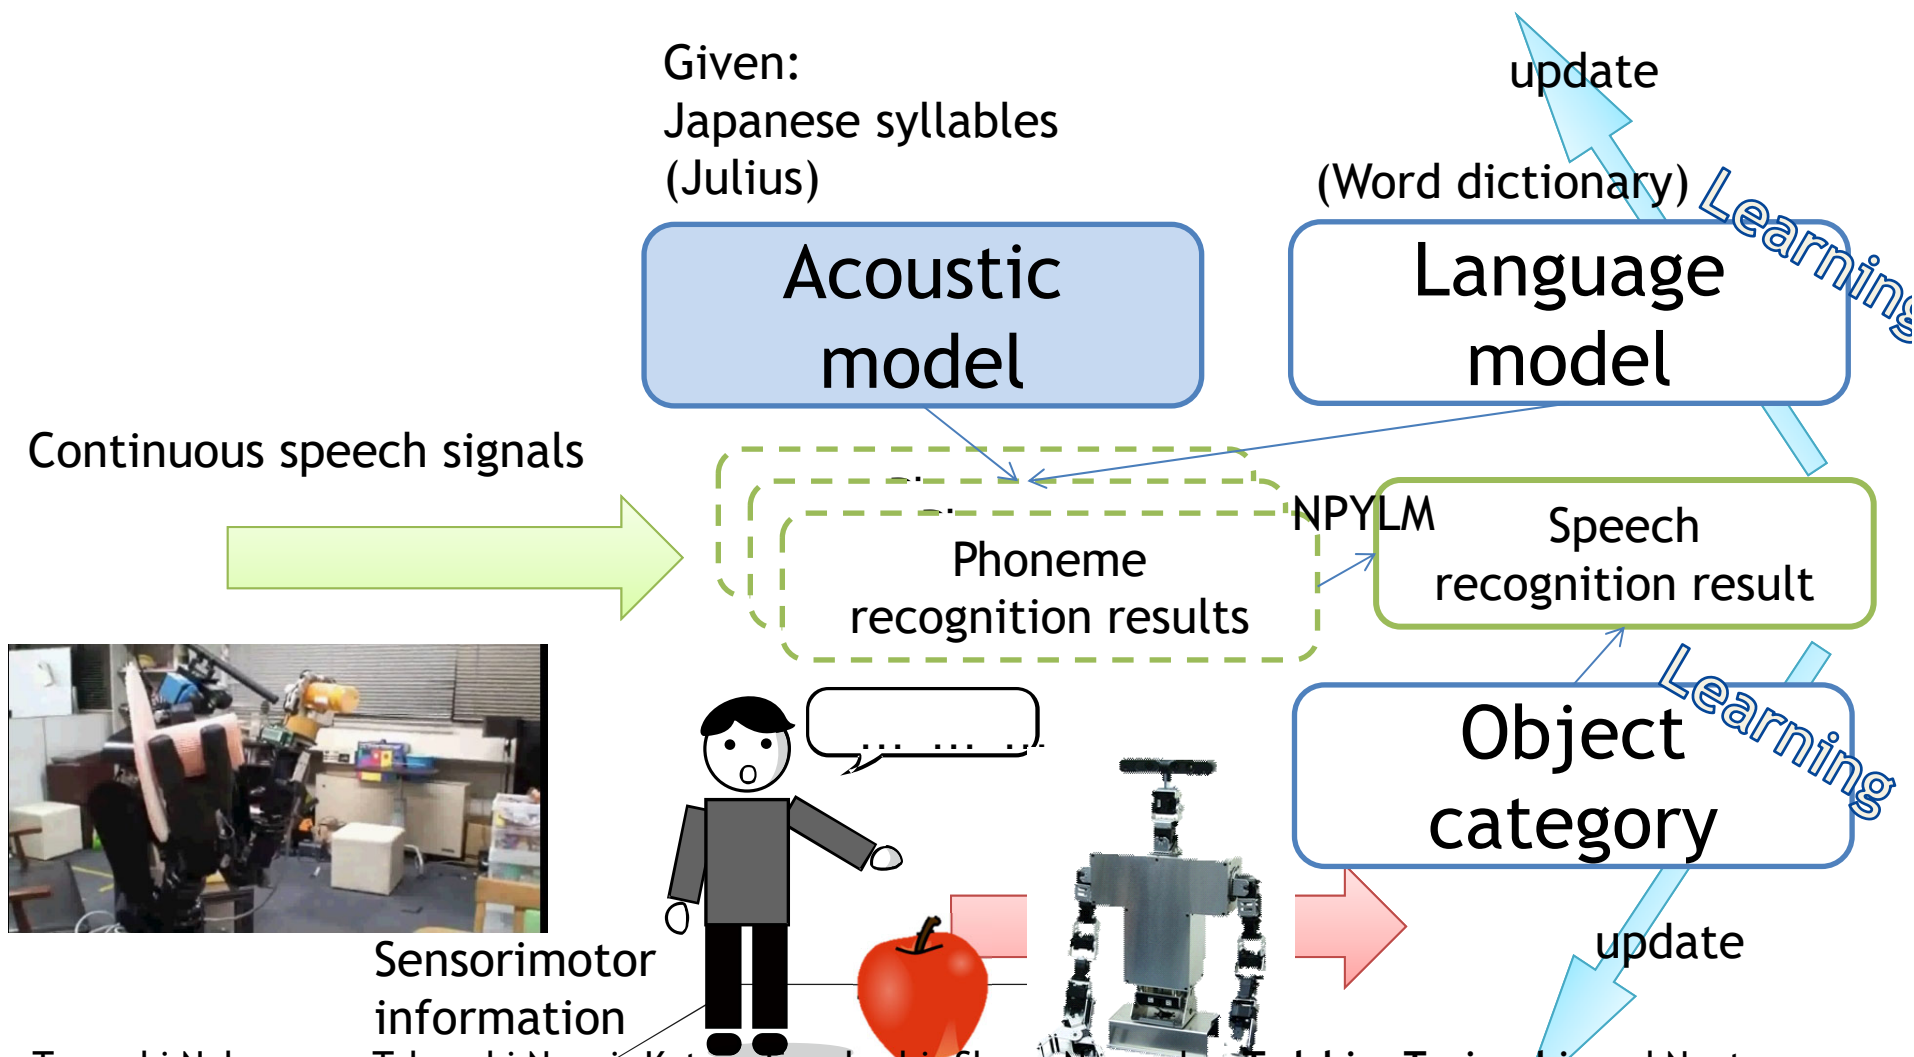 Given:
Japanese syllables
(Julius)
update
(Word dictionary)
Learning
Acoustic
model
Language
model
Continuous speech signals
NPYLM
Phoneme
recognition results
Speech
recognition result
Learning
Object
category
... ... ...
Sensorimotor
information
update